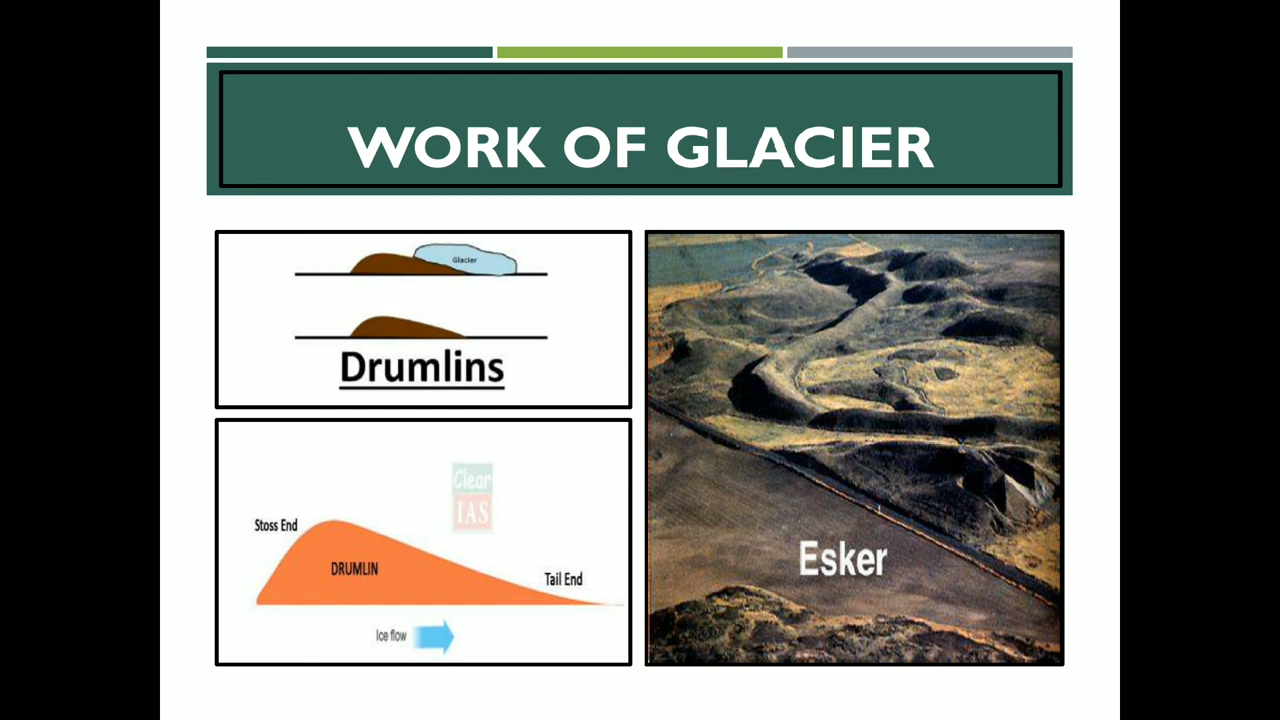 WORK OF GLACIER
Glacier
Drumlins
Clear
IAS
Stoss End
DRUMLIN
Tail End
Ice flow
Esker